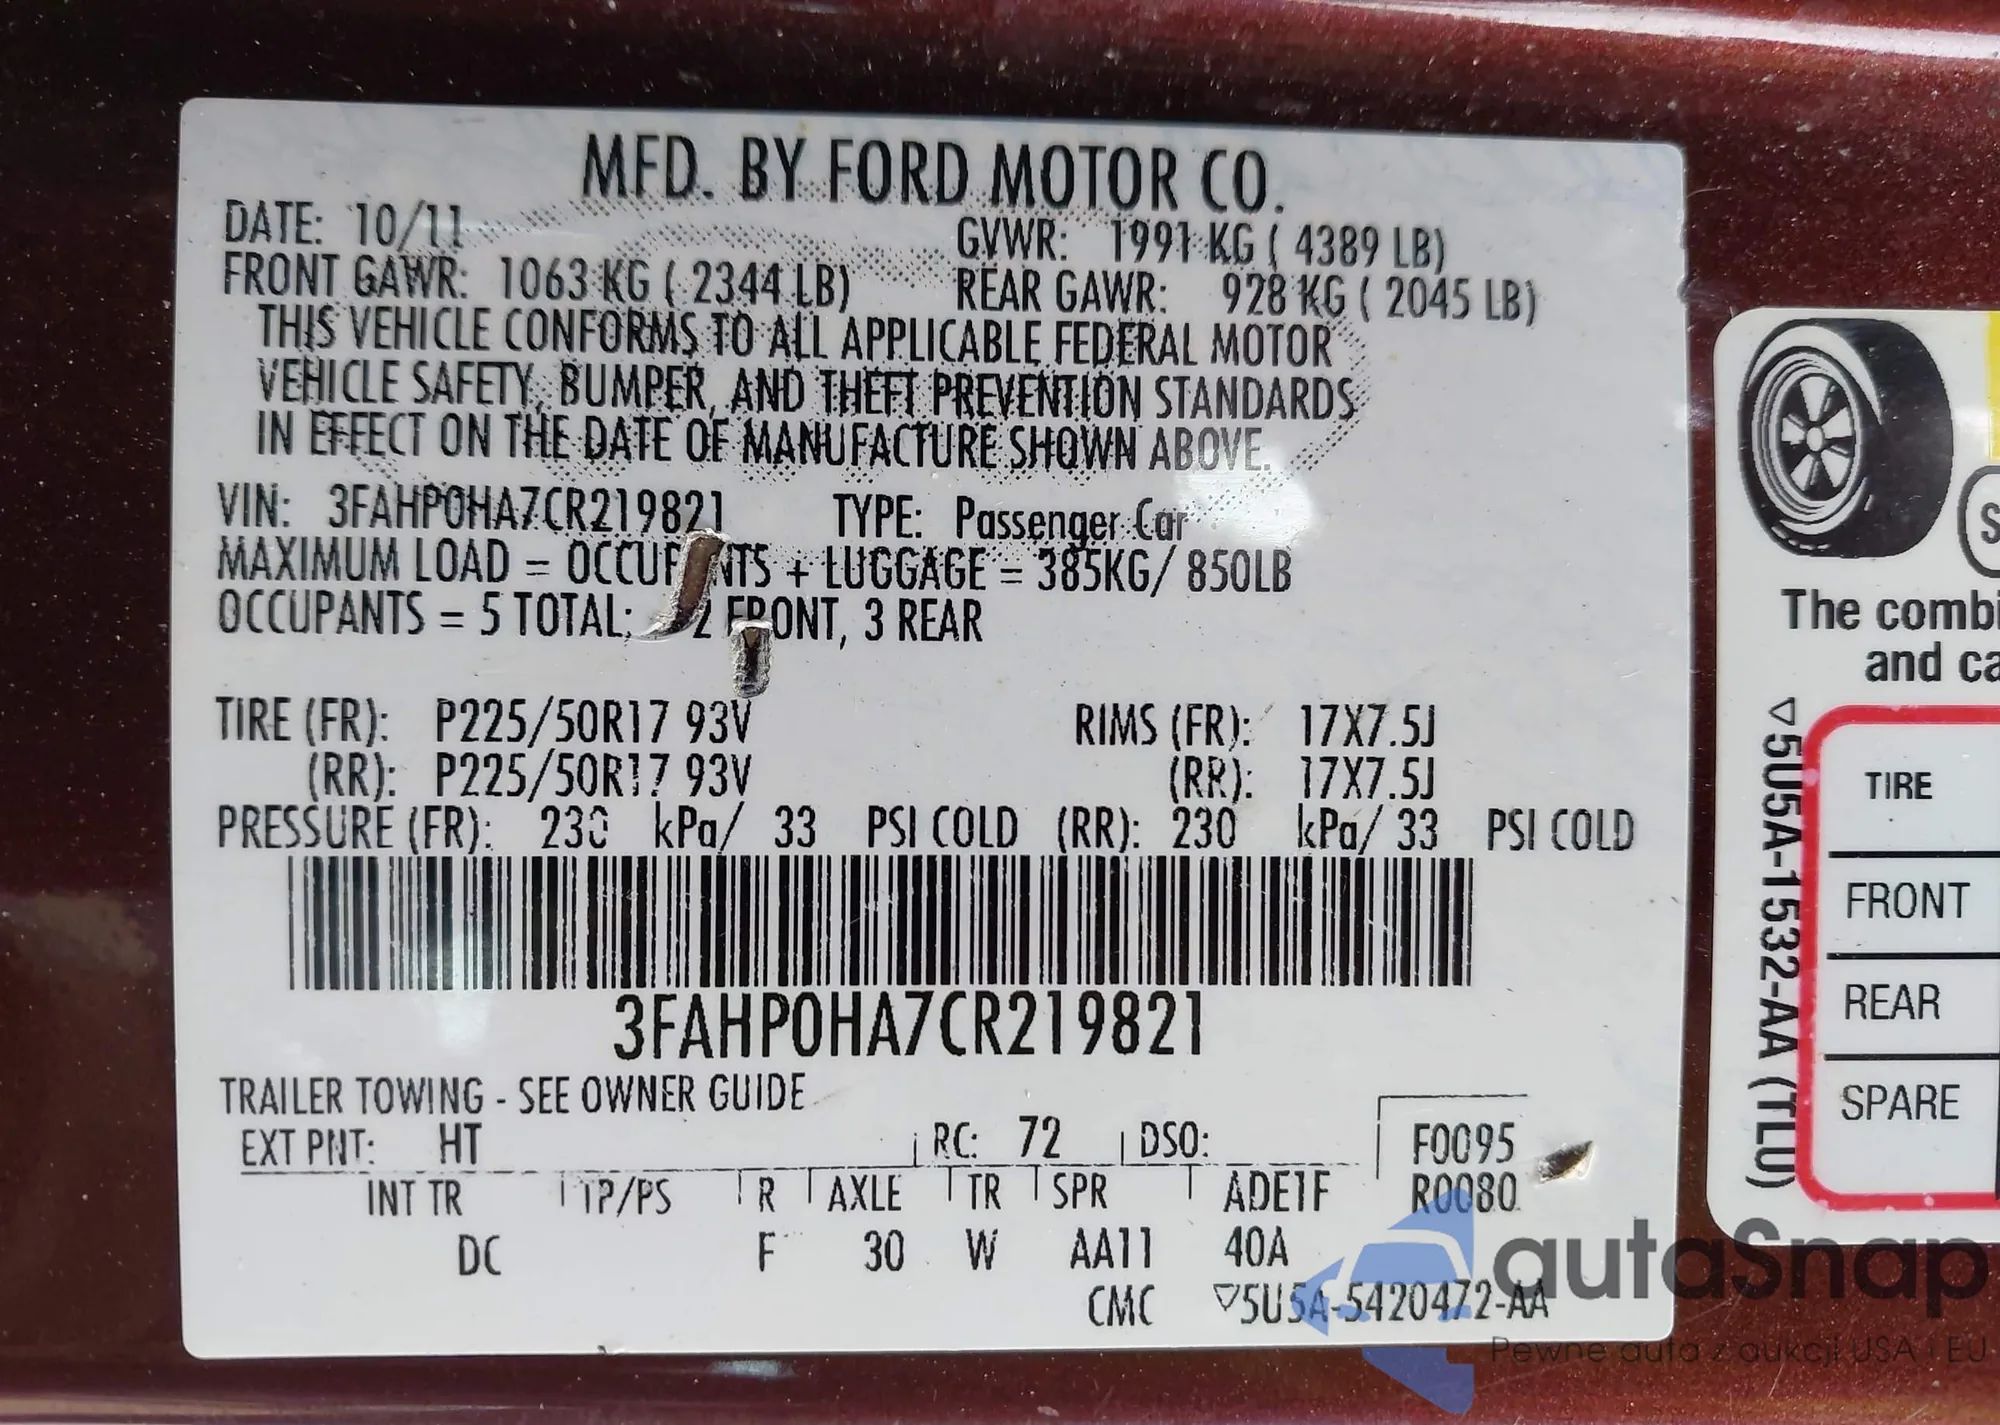 MFD. BY FORD MOTOR CO.
DATE: 10/11
GVWR: 1991 KG ( 4389 LB)
FRONT GAWR: 1063 KG ( 2344 LB)
REAR GAWR: 928 KG ( 2045 LB)
THIS VEHICLE CONFORMS TO ALL APPLICABLE FEDERAL MOTOR
VEHICLE SAFETY, BUMPER, AND THEFT PREVENTION STANDARDS
IN EFFECT ON THE DATE OF MANUFACTURE SHOWN ABOVE.
VIN: 3FAHP0HA7CR219821 TYPE: Passenger Car
MAXIMUM LOAD = OCCUPANTS + LUGGAGE = 385KG/ 850LB
OCCUPANTS = 5 TOTAL: 2 FRONT, 3 REAR
TIRE (FR): P225/50R17 93V RIMS (FR): 17X7.5J
(RR): P225/50R17 93V (RR): 17X7.5J
PRESSURE (FR): 230 kPa/ 33 PSI COLD (RR): 230 kPa/ 33 PSI COLD
3FAHP0HA7CR219821
TRAILER TOWING - SEE OWNER GUIDE
EXT PNT: HT RC: 72 DSO: F0095
INT TR TP/PS R AXLE TR SPR ADE1F R0080
DC F 30 W AA11 40A
CMC ▽5U5A-5420472-AA
S
The combi
and ca
▽5U5A-1532-AA (TLU)
TIRE
FRONT
REAR
SPARE
autaSnap
Pewne auta z aukcji USA i EU